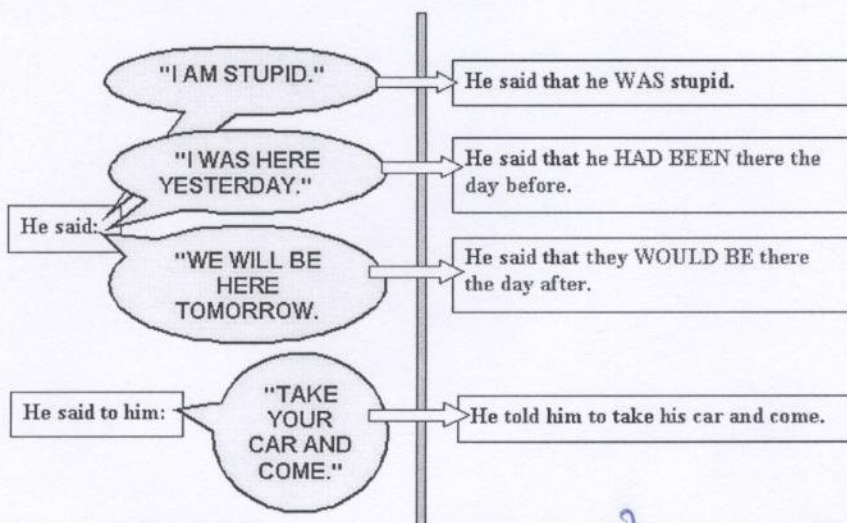 "I AM STUPID."
He said that he WAS stupid.
"I WAS HERE
YESTERDAY."
He said that he HAD BEEN there the
day before.
He said:
"WE WILL BE
HERE
TOMORROW.
He said that they WOULD BE there
the day after.
He said to him:
"TAKE
YOUR
CAR AND
COME."
He told him to take his car and come.